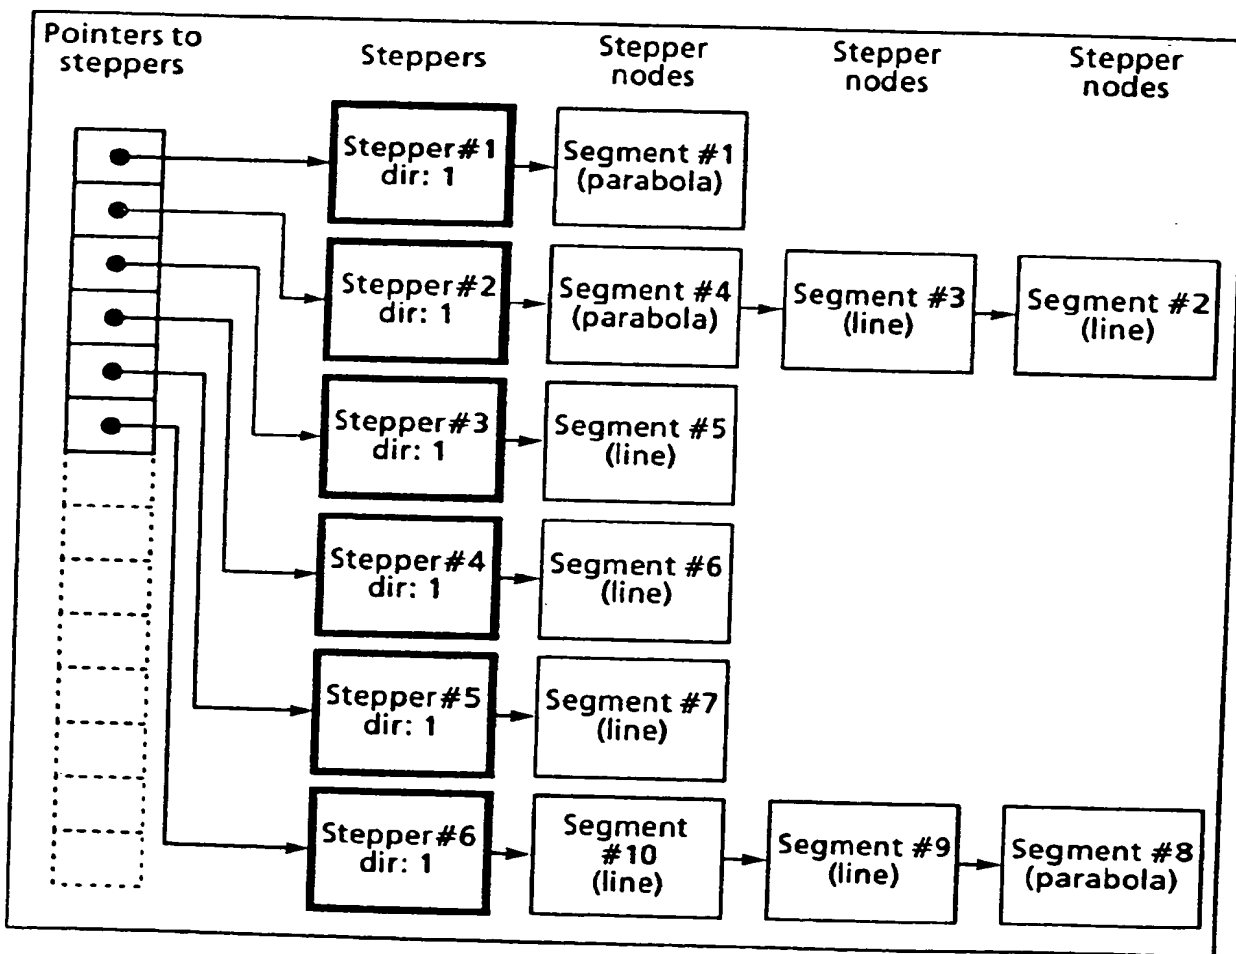 Pointers to
steppers
Steppers
Stepper
nodes
Stepper
nodes
Stepper
nodes
Stepper#1
dir: 1
Segment #1
(parabola)
Stepper#2
dir: 1
Segment #4
(parabola)
Segment #3
(line)
Segment #2
(line)
Stepper#3
dir: 1
Segment #5
(line)
Stepper#4
dir: 1
Segment #6
(line)
Stepper#5
dir: 1
Segment #7
(line)
Stepper#6
dir: 1
Segment
#10
(line)
Segment #9
(line)
Segment #8
(parabola)